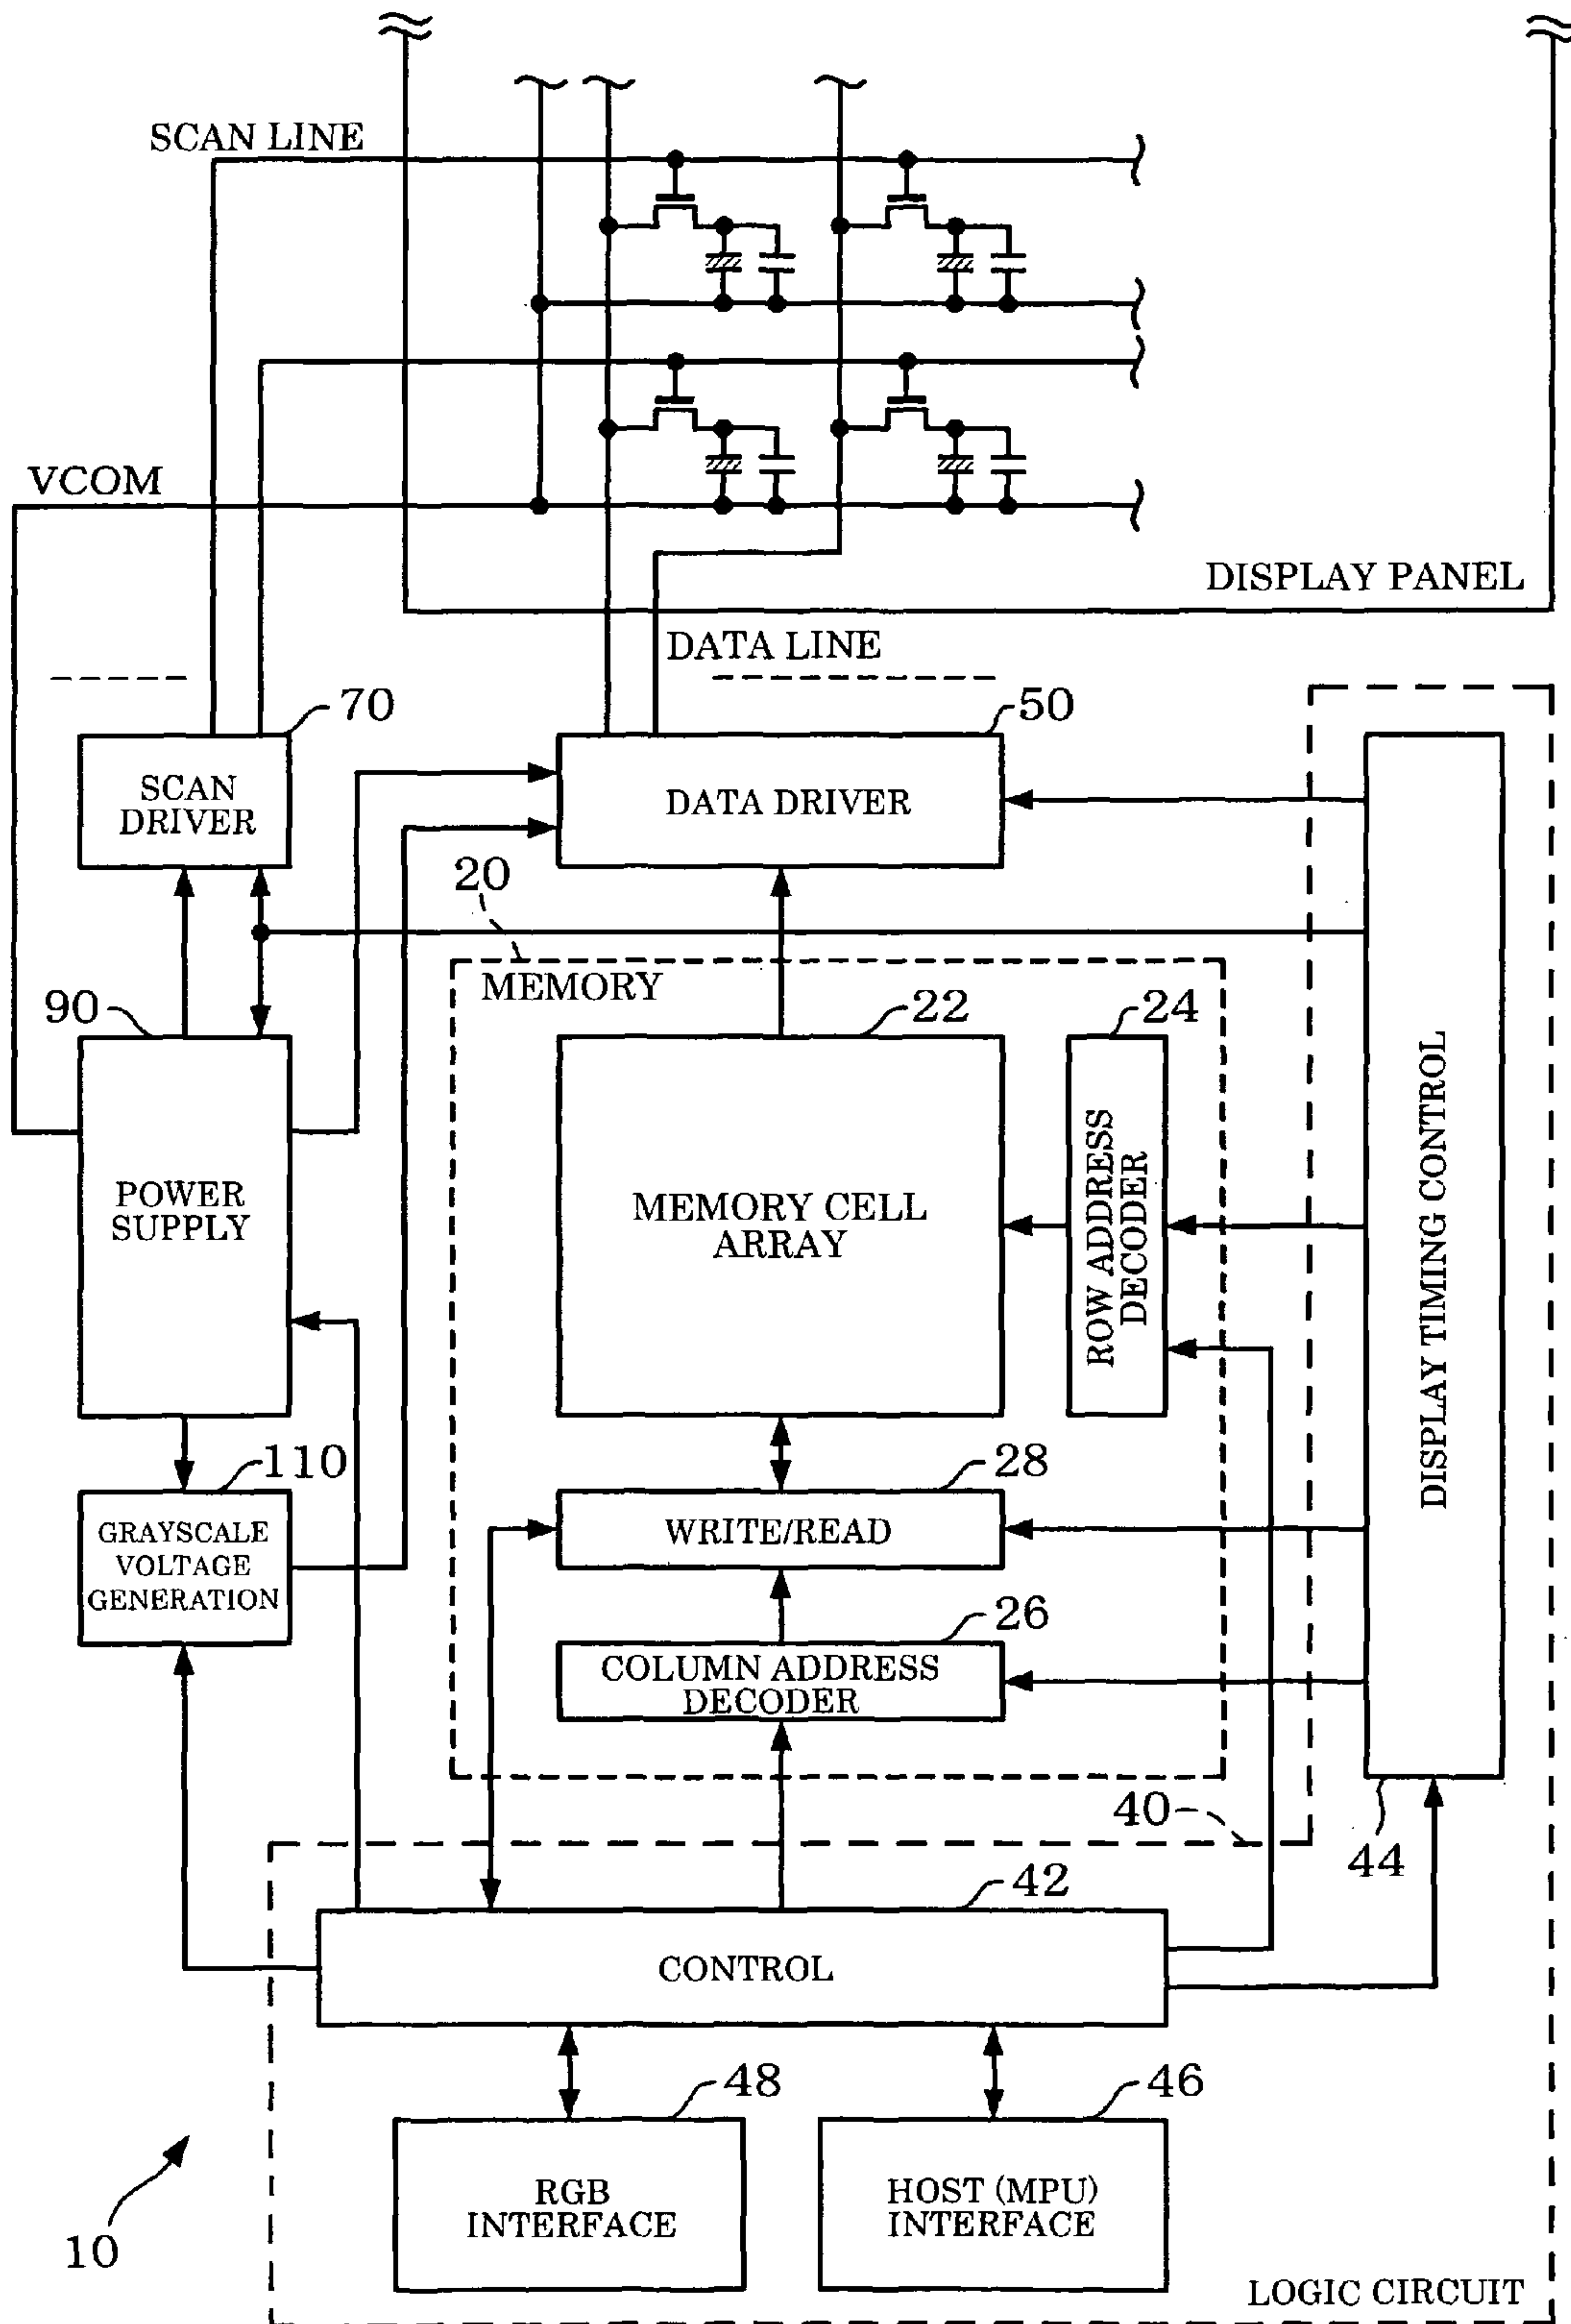 SCAN LINE
VCOM
DISPLAY PANEL
DATA LINE
70
50
SCAN
DRIVER
DATA DRIVER
20
MEMORY
90
22
24
POWER
SUPPLY
MEMORY CELL
ARRAY
ROW ADDRESS
DECODER
DISPLAY TIMING CONTROL
110
28
GRAYSCALE
VOLTAGE
GENERATION
WRITE/READ
26
COLUMN ADDRESS
DECODER
40
44
42
CONTROL
48
46
RGB
INTERFACE
HOST (MPU)
INTERFACE
10
LOGIC CIRCUIT